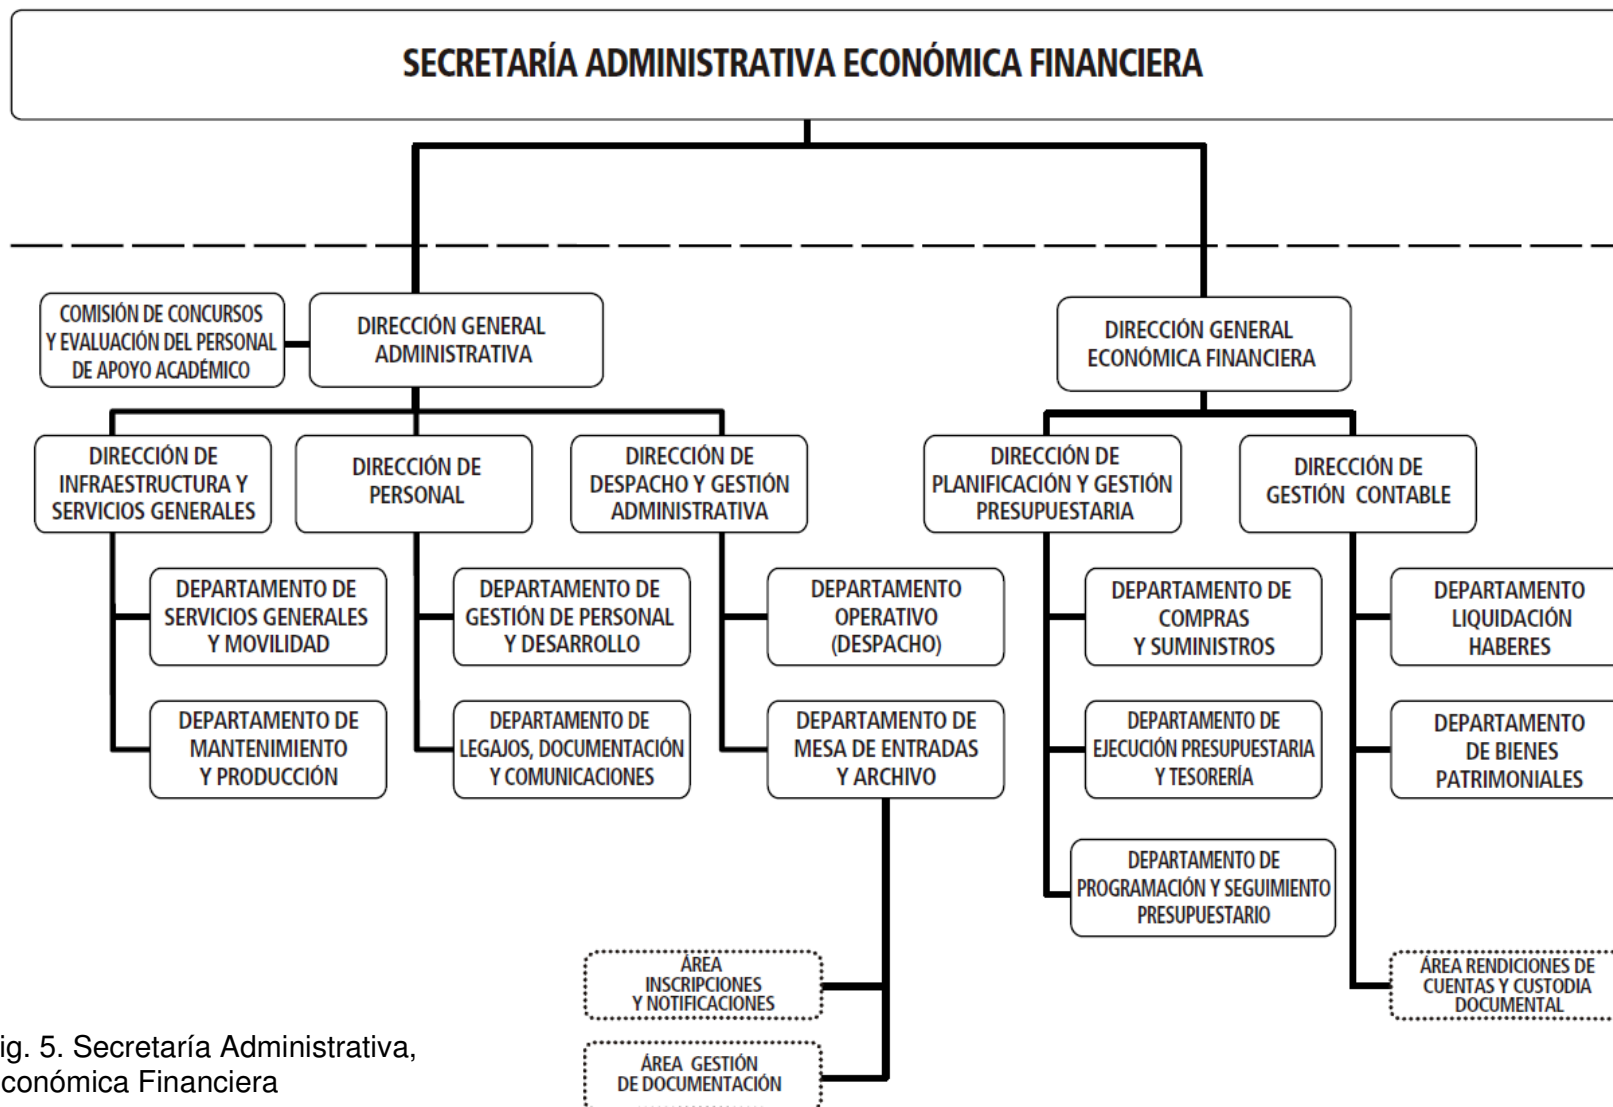 SECRETARÍA ADMINISTRATIVA ECONÓMICA FINANCIERA
COMISIÓN DE CONCURSOS
Y EVALUACIÓN DEL PERSONAL
DE APOYO ACADÉMICO
DIRECCIÓN GENERAL
ADMINISTRATIVA
DIRECCIÓN GENERAL
ECONÓMICA FINANCIERA
DIRECCIÓN DE
INFRAESTRUCTURA Y
SERVICIOS GENERALES
DIRECCIÓN DE
PERSONAL
DIRECCIÓN DE
DESPACHO Y GESTIÓN
ADMINISTRATIVA
DIRECCIÓN DE
PLANIFICACIÓN Y GESTIÓN
PRESUPUESTARIA
DIRECCIÓN DE
GESTIÓN CONTABLE
DEPARTAMENTO DE
SERVICIOS GENERALES
Y MOVILIDAD
DEPARTAMENTO DE
GESTIÓN DE PERSONAL
Y DESARROLLO
DEPARTAMENTO
OPERATIVO
(DESPACHO)
DEPARTAMENTO DE
COMPRAS
Y SUMINISTROS
DEPARTAMENTO
LIQUIDACIÓN
HABERES
DEPARTAMENTO DE
MANTENIMIENTO
Y PRODUCCIÓN
DEPARTAMENTO DE
LEGAJOS, DOCUMENTACIÓN
Y COMUNICACIONES
DEPARTAMENTO DE
MESA DE ENTRADAS
Y ARCHIVO
DEPARTAMENTO DE
EJECUCIÓN PRESUPUESTARIA
Y TESORERÍA
DEPARTAMENTO
DE BIENES
PATRIMONIALES
DEPARTAMENTO DE
PROGRAMACIÓN Y SEGUIMIENTO
PRESUPUESTARIO
ÁREA
INSCRIPCIONES
Y NOTIFICACIONES
ÁREA RENDICIONES DE
CUENTAS Y CUSTODIA
DOCUMENTAL
ÁREA GESTIÓN
DE DOCUMENTACIÓN
ig. 5. Secretaría Administrativa,
conómica Financiera